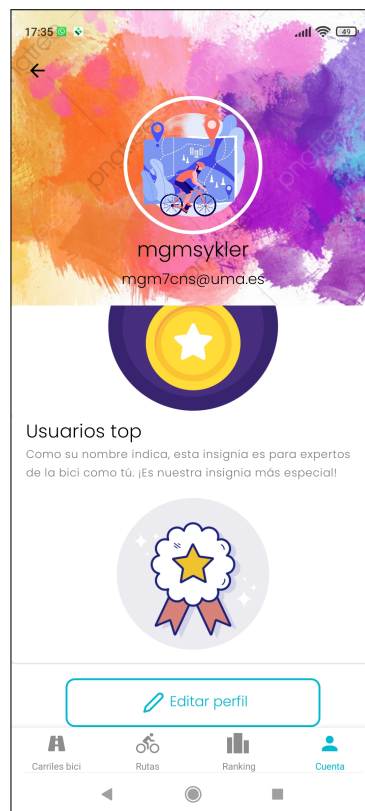 17:35
49
mgmsykler
mgm7cns@uma.es
Usuarios top
Como su nombre indica, esta insignia es para expertos
de la bici como tú. ¡Es nuestra insignia más especial!
Editar perfil
Carriles bici
Rutas
Ranking
Cuenta